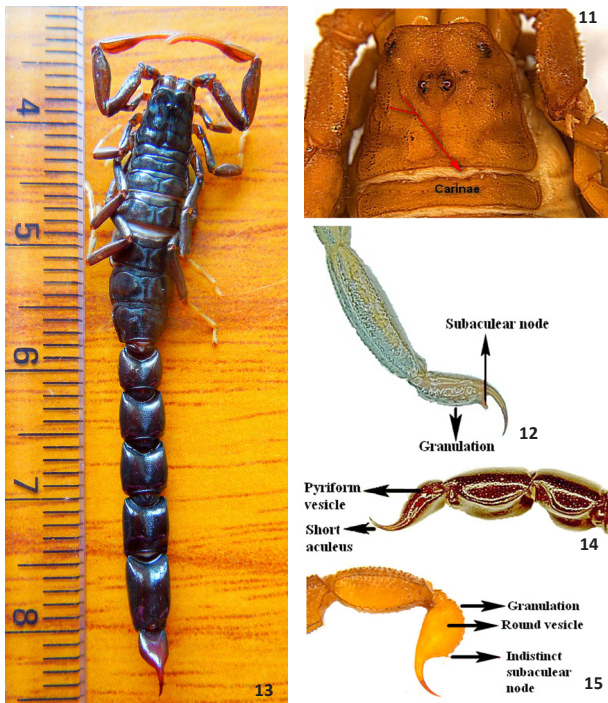 4
5
6
7
8
13
11
Carinae
Subaculear node
12
Granulation
Pyriform
vesicle
Short
aculeus
14
Granulation
Round vesicle
Indistinct
subaculear
node
15